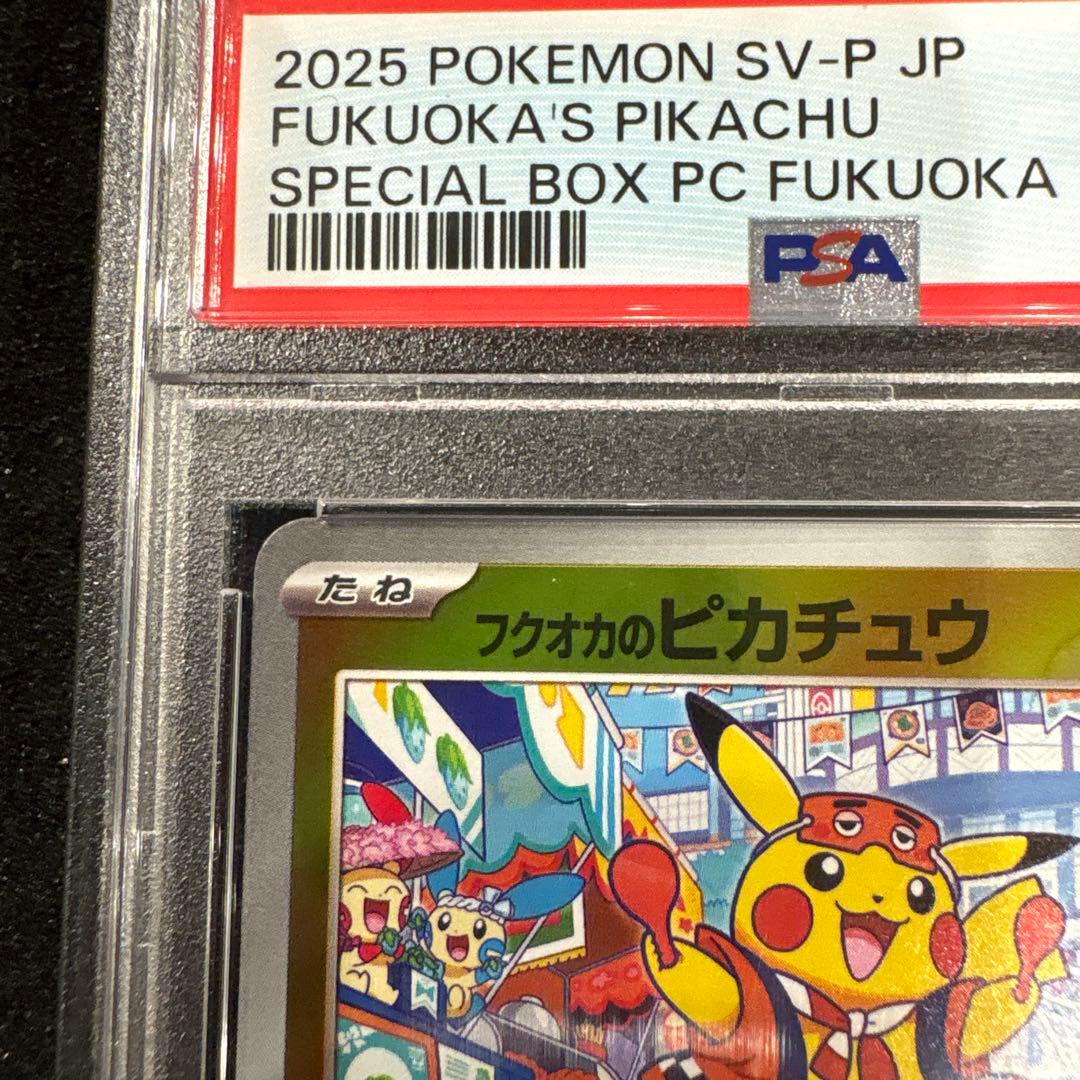 2025 POKEMON SV-P JP
FUKUOKA'S PIKACHU
SPECIAL BOX PC FUKUOKA
PSA
たね
フクオカのピカチュウ